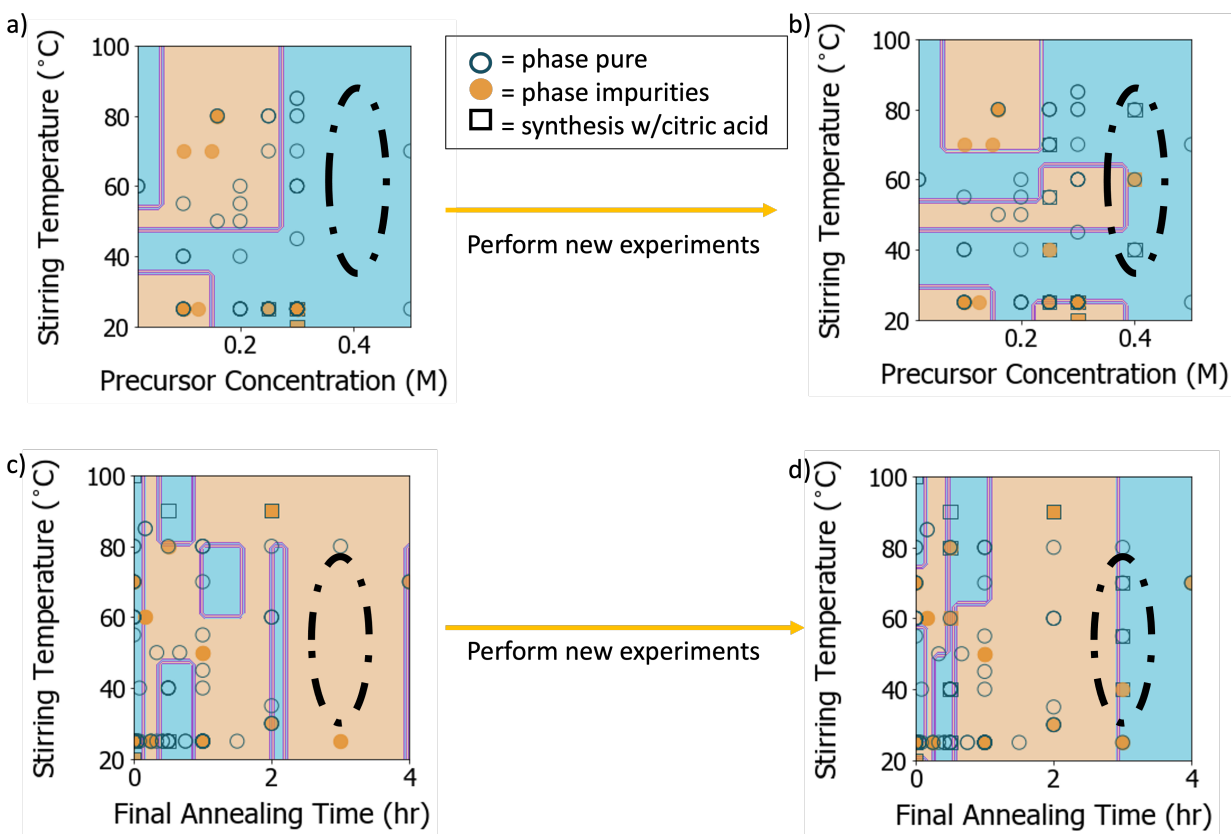 a)
b)
Stirring Temperature (˚C)
100
80
60
40
20
0.2
0.4
Precursor Concentration (M)
= phase pure
= phase impurities
= synthesis w/citric acid
Perform new experiments
Stirring Temperature (˚C)
100
80
60
40
20
0.2
0.4
Precursor Concentration (M)
c)
d)
Stirring Temperature (˚C)
100
80
60
40
20
0
2
4
Final Annealing Time (hr)
Perform new experiments
Stirring Temperature (˚C)
100
80
60
40
20
0
2
4
Final Annealing Time (hr)